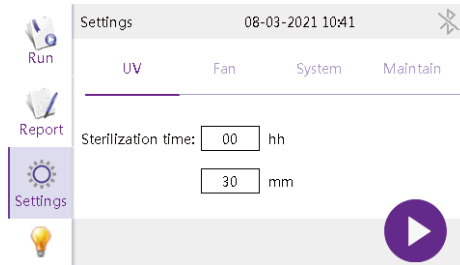 Settings 08-03-2021 10:41
Run
UV Fan System Maintain
Report
Sterilization time: 00 hh
30 mm
Settings